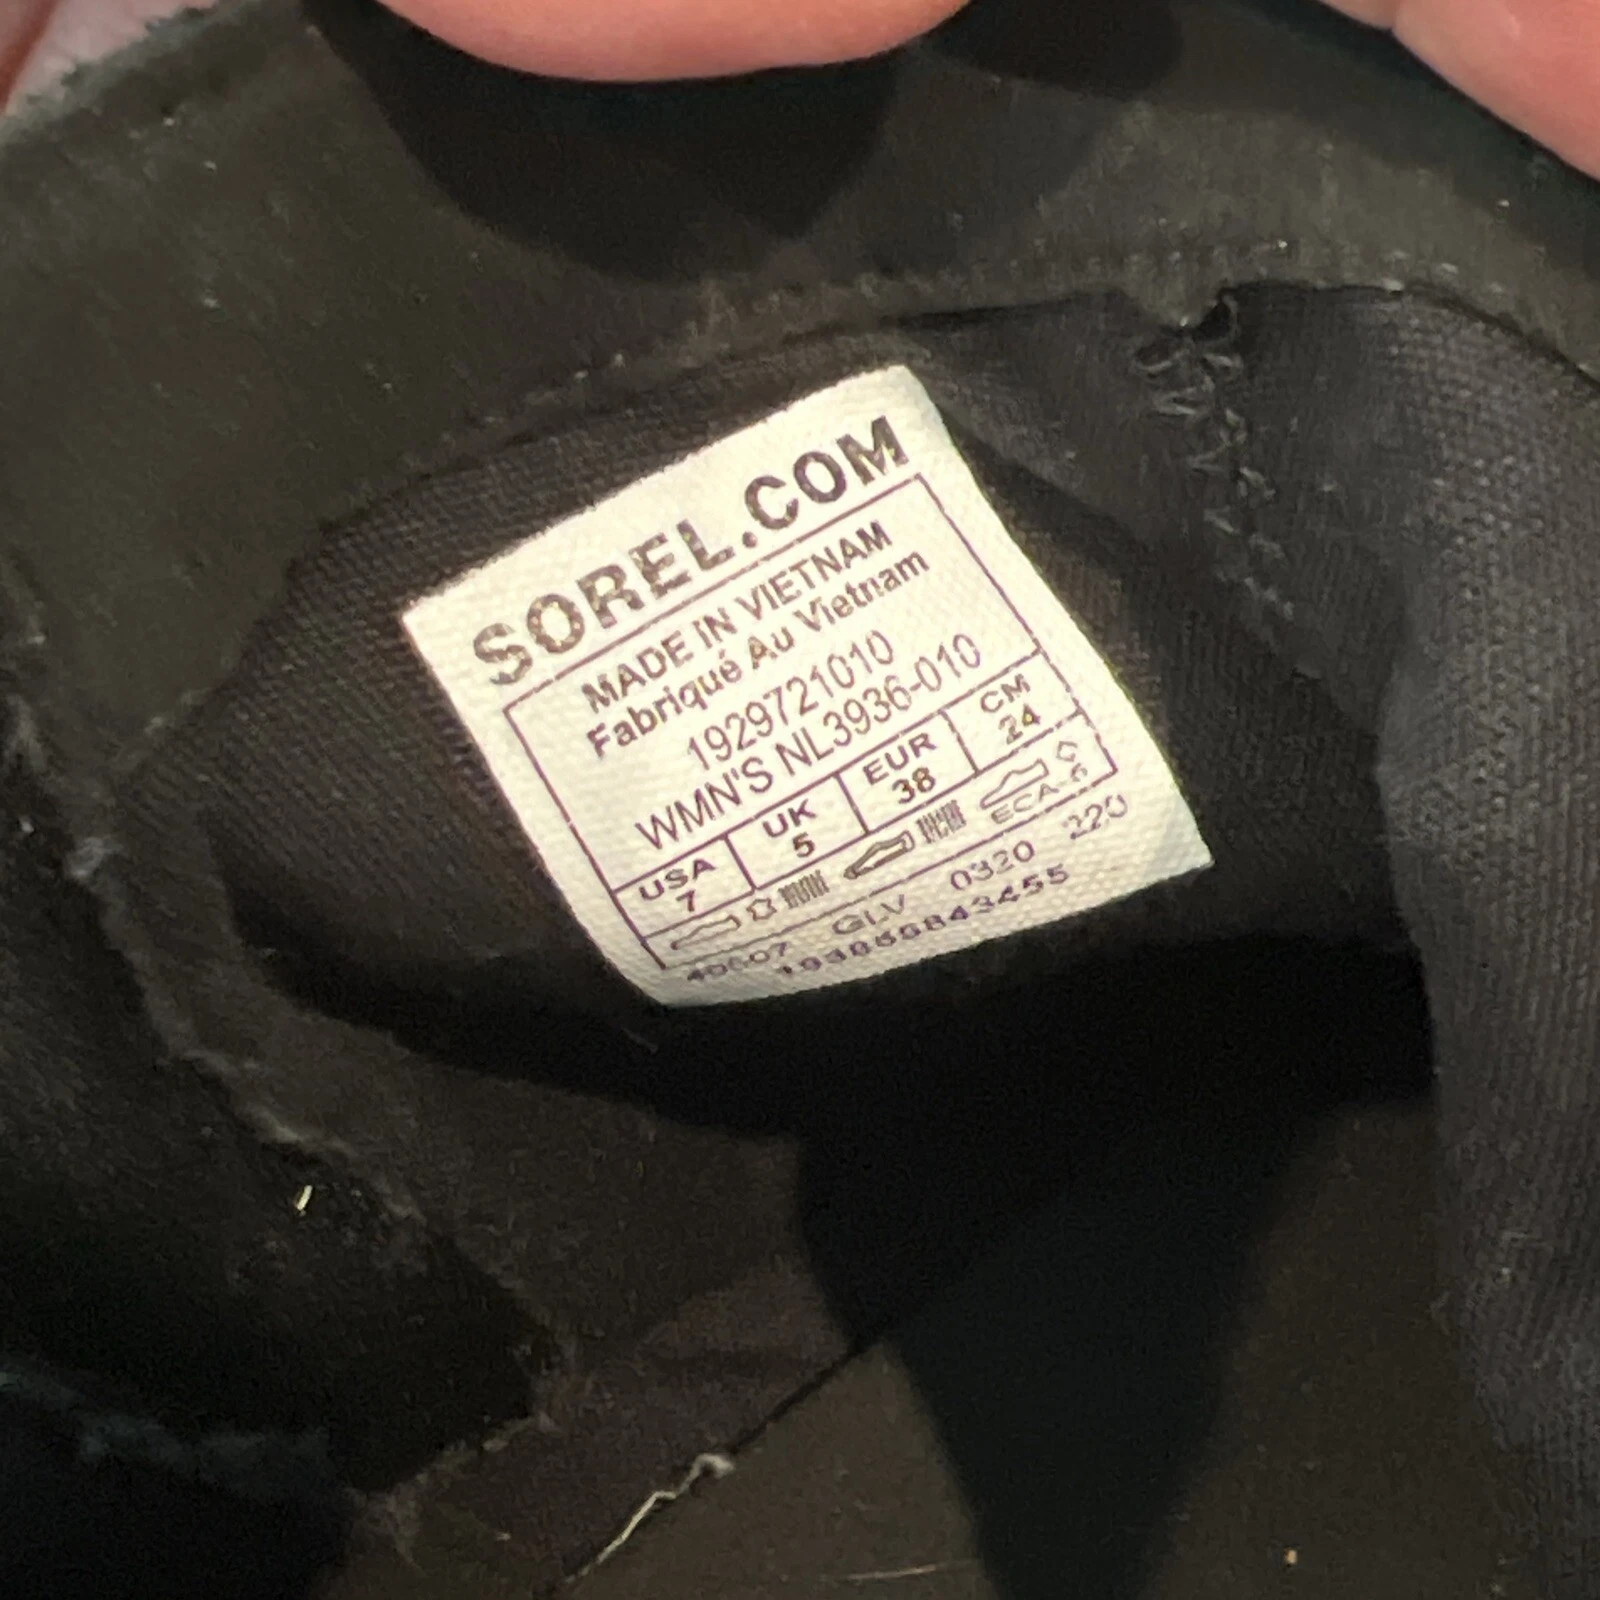 SOREL.COM
MADE IN VIETNAM
Fabriqué Au Vietnam
1929721010
WMN'S NL3936-010
USA UK EUR CM
7 5 38 24
ECA-6
GLV 0320 220